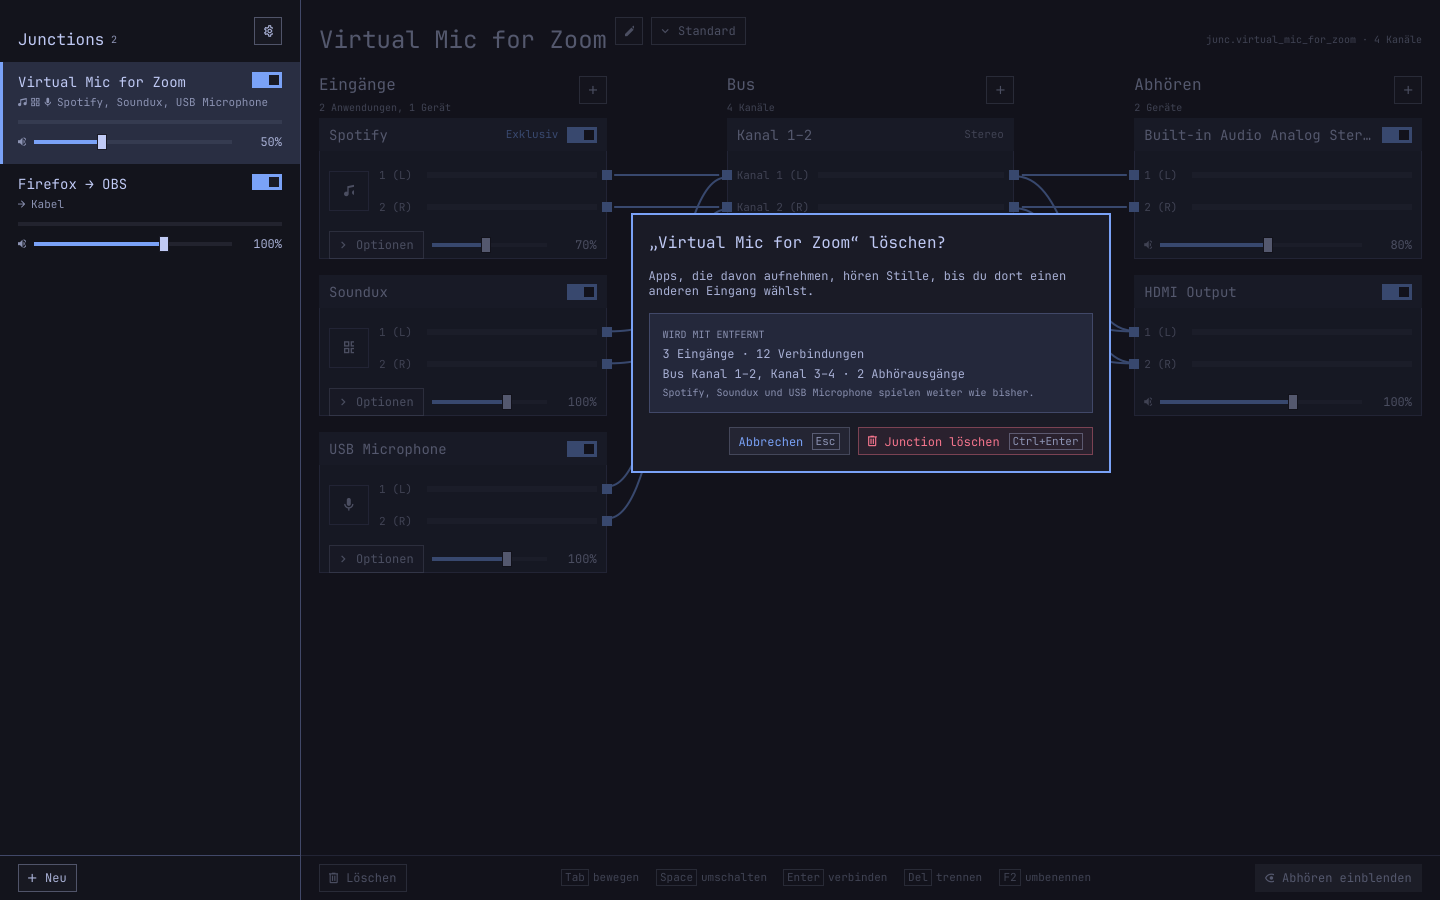 Junctions 2
Virtual Mic for Zoom
Spotify, Soundux, USB Microphone
50%
Firefox → OBS
→ Kabel
100%
+ Neu
Virtual Mic for Zoom
Standard
junc.virtual_mic_for_zoom · 4 Kanäle
Eingänge
2 Anwendungen, 1 Gerät
Spotify
Exklusiv
1 (L)
2 (R)
Optionen
70%
Soundux
1 (L)
2 (R)
Optionen
100%
USB Microphone
1 (L)
2 (R)
Optionen
100%
Bus
4 Kanäle
Kanal 1–2
Stereo
Kanal 1 (L)
Kanal 2 (R)
Abhören
2 Geräte
Built-in Audio Analog Ster…
1 (L)
2 (R)
80%
HDMI Output
1 (L)
2 (R)
100%
„Virtual Mic for Zoom“ löschen?
Apps, die davon aufnehmen, hören Stille, bis du dort einen
anderen Eingang wählst.
WIRD MIT ENTFERNT
3 Eingänge · 12 Verbindungen
Bus Kanal 1–2, Kanal 3–4 · 2 Abhörausgänge
Spotify, Soundux und USB Microphone spielen weiter wie bisher.
Abbrechen Esc
Junction löschen Ctrl+Enter
Löschen
Tab bewegen Space umschalten Enter verbinden Del trennen F2 umbenennen
Abhören einblenden